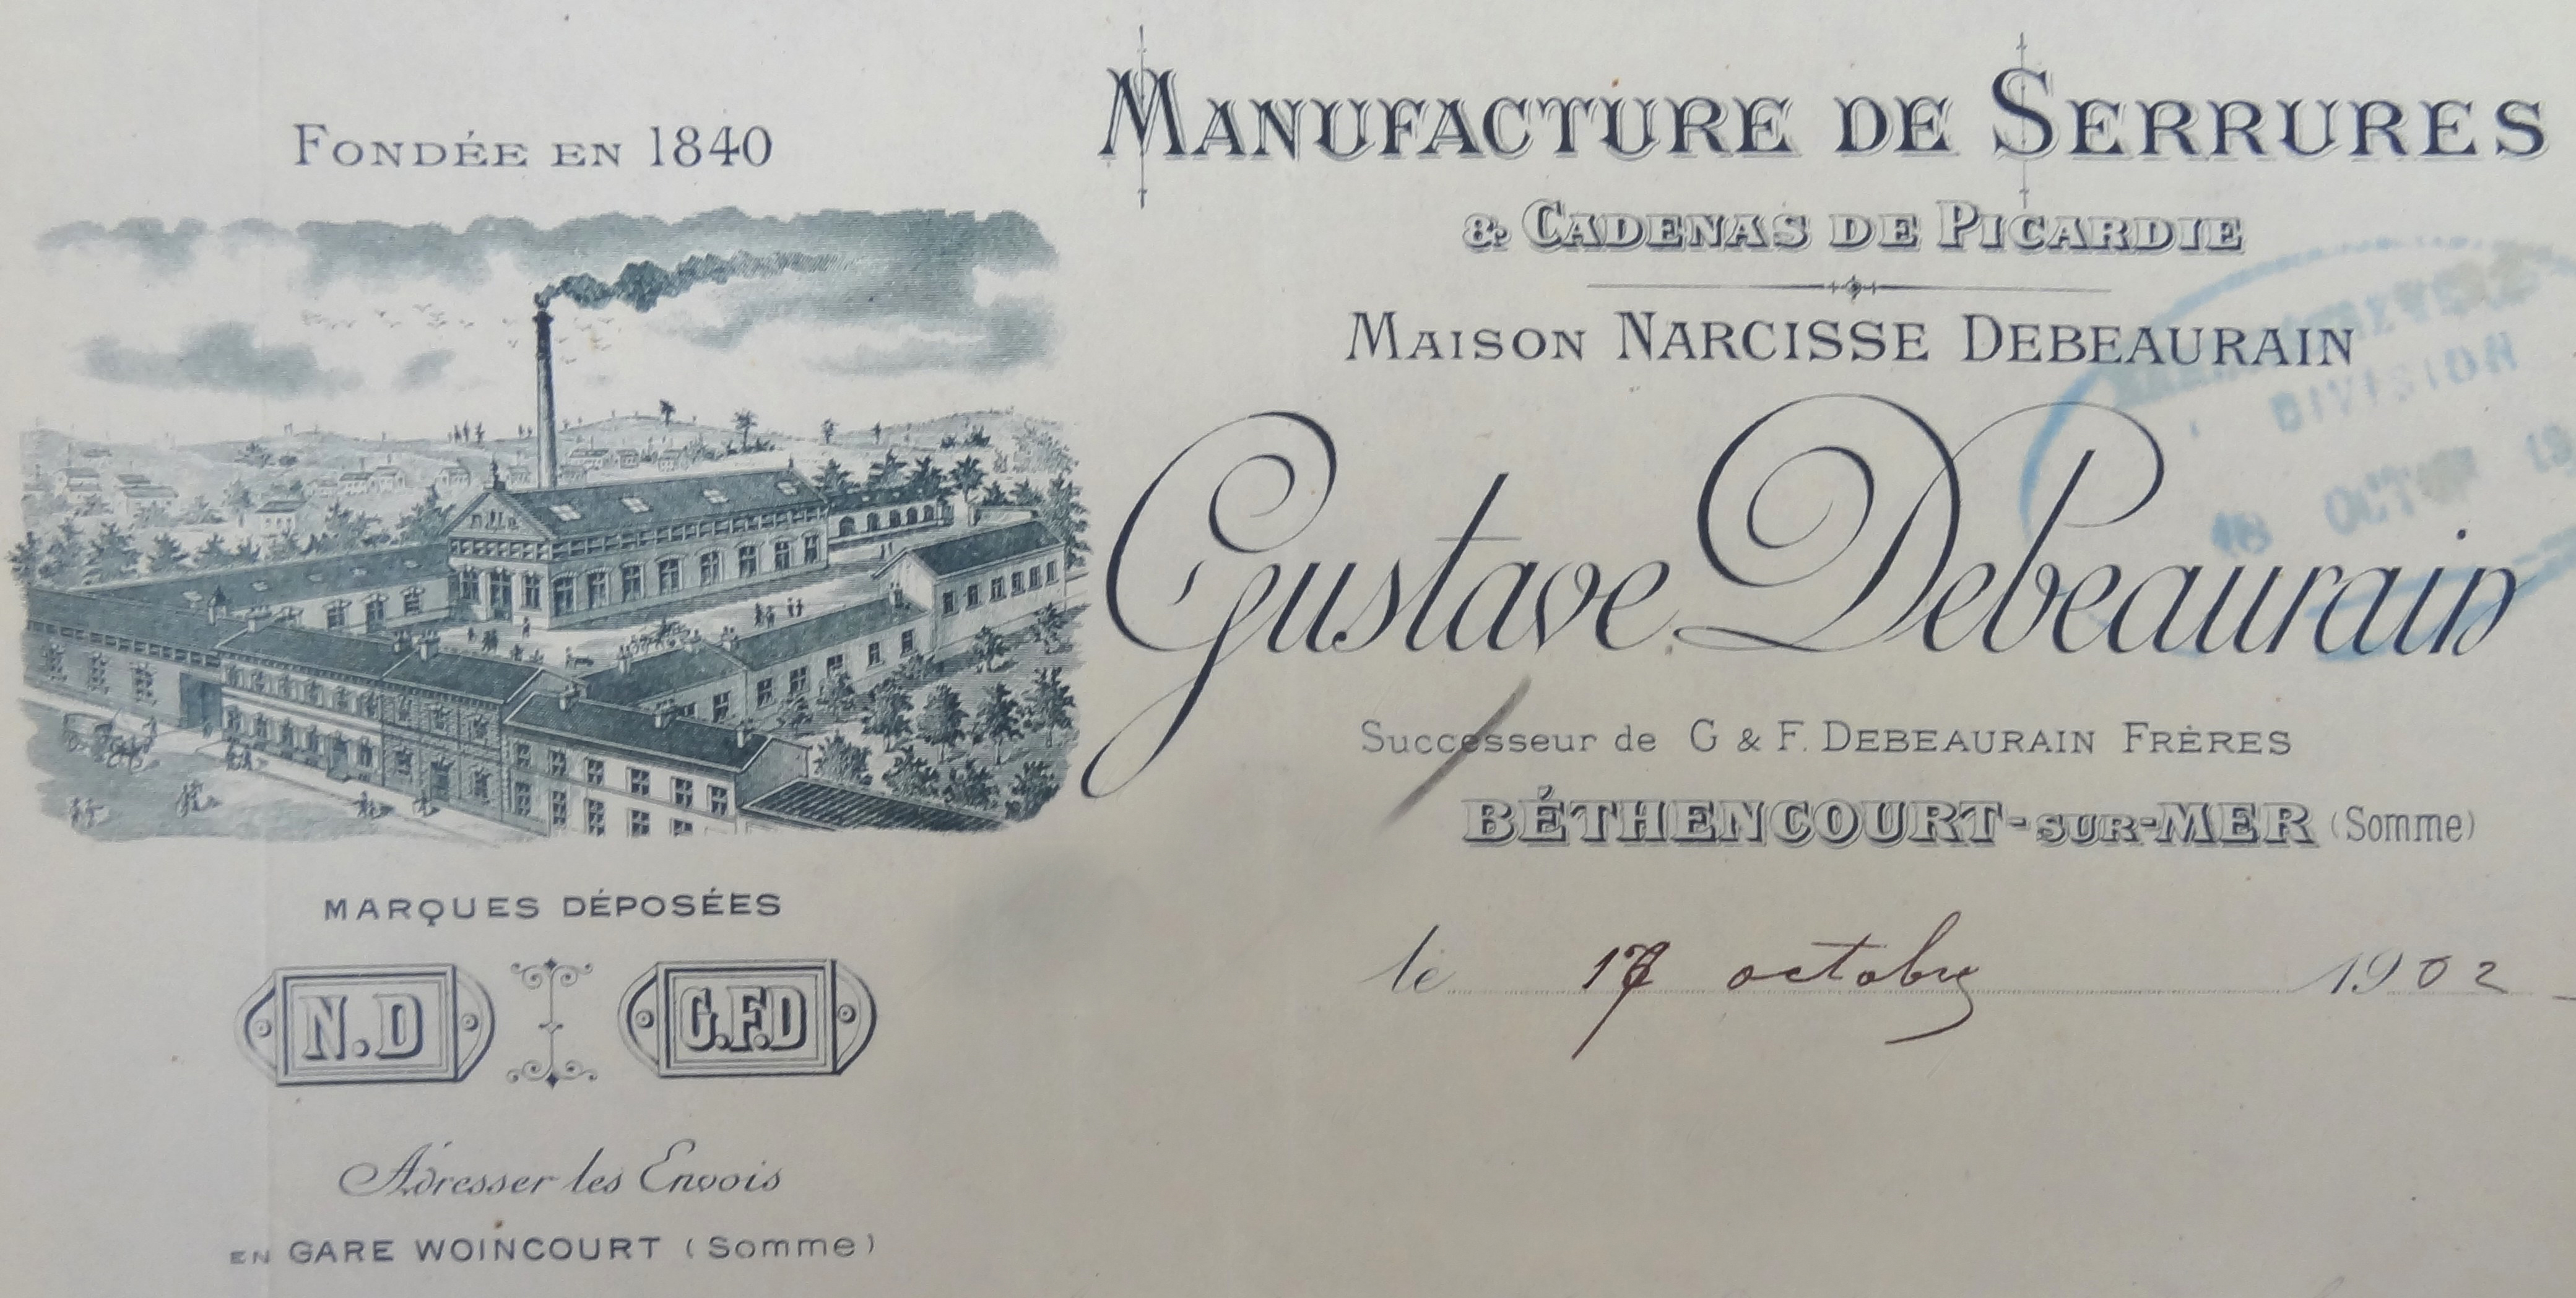 FONDÉE EN 1840
MANUFACTURE DE SERRURES
& CADENAS DE PICARDIE
MAISON NARCISSE DEBEAURAIN
Gustave Debeaurain
Successeur de G & F. DEBEAURAIN FRÈRES
BÉTHENCOURT-SUR-MER (Somme)
le 17 octobre 1902
MARQUES DÉPOSÉES
N.D G.F.D
Adresser les Envois
EN GARE WOINCOURT (Somme)
DIVISION